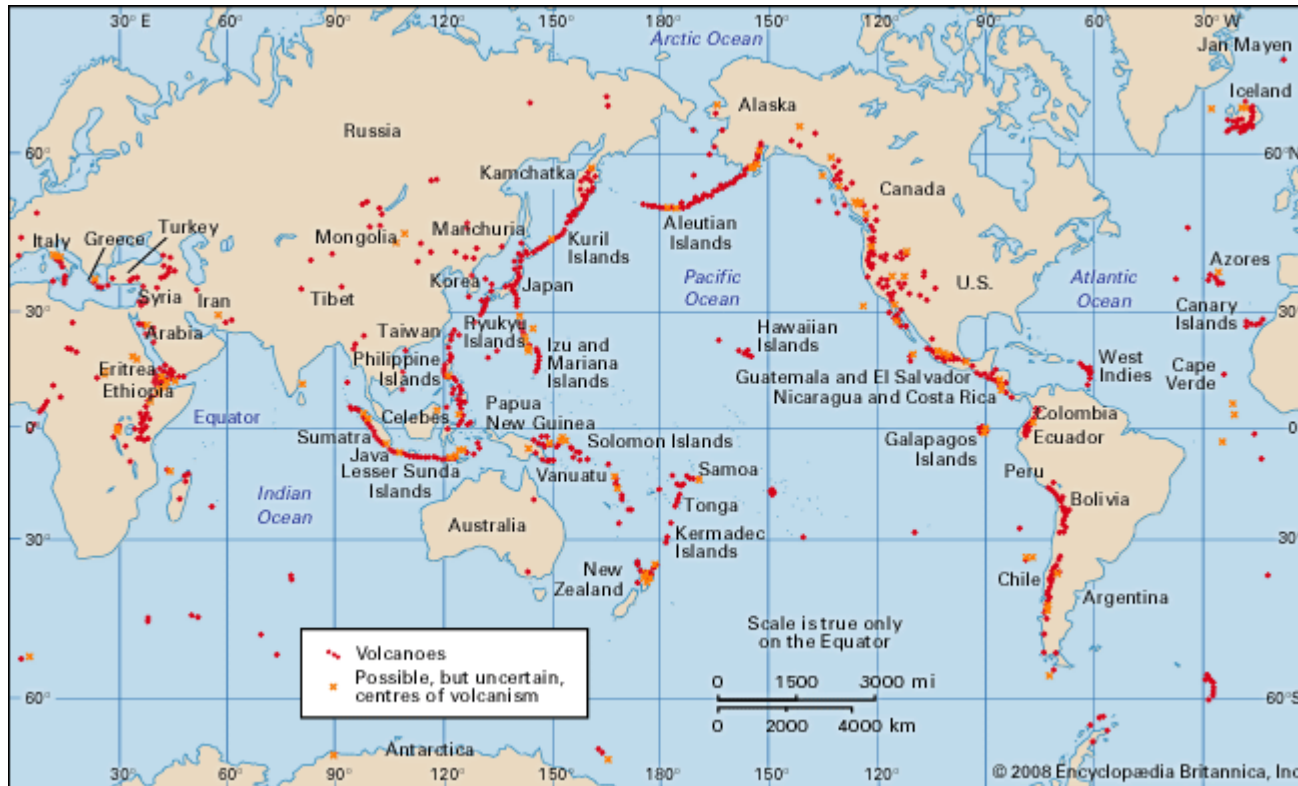 30° E
60°
90°
120°
150°
180°
150°
120°
90°
60°
30° W
Arctic Ocean
Jan Mayen
Alaska
Iceland
Russia
60°
60°N
Kamchatka
Canada
Aleutian
Islands
Manchuria
Mongolia
Kuril
Islands
Turkey
Greece
Italy
Korea
Japan
Pacific
Ocean
U.S.
Atlantic
Ocean
Azores
Syria
Iran
Tibet
30°
30°
Canary
Islands
Arabia
Taiwan
Ryukyu
Islands
Hawaiian
Islands
Izu and
Mariana
Islands
Philippine
Islands
West
Indies
Cape
Verde
Eritrea
Ethiopia
Guatemala and El Salvador
Nicaragua and Costa Rica
Equator
Celebes
Papua
New Guinea
Colombia
Ecuador
0°
0°
Sumatra
Java
Lesser Sunda
Islands
Solomon Islands
Galapagos
Islands
Vanuatu
Samoa
Peru
Bolivia
Indian
Ocean
Tonga
Australia
Kermadec
Islands
30°
30°
New
Zealand
Chile
Argentina
Scale is true only
on the Equator
Volcanoes
Possible, but uncertain,
centres of volcanism
0 1500 3000 mi
0 2000 4000 km
60°
60°S
Antarctica
30°
60°
90°
120°
150°
180°
150°
120°
90°
© 2008 Encyclopædia Britannica, Inc